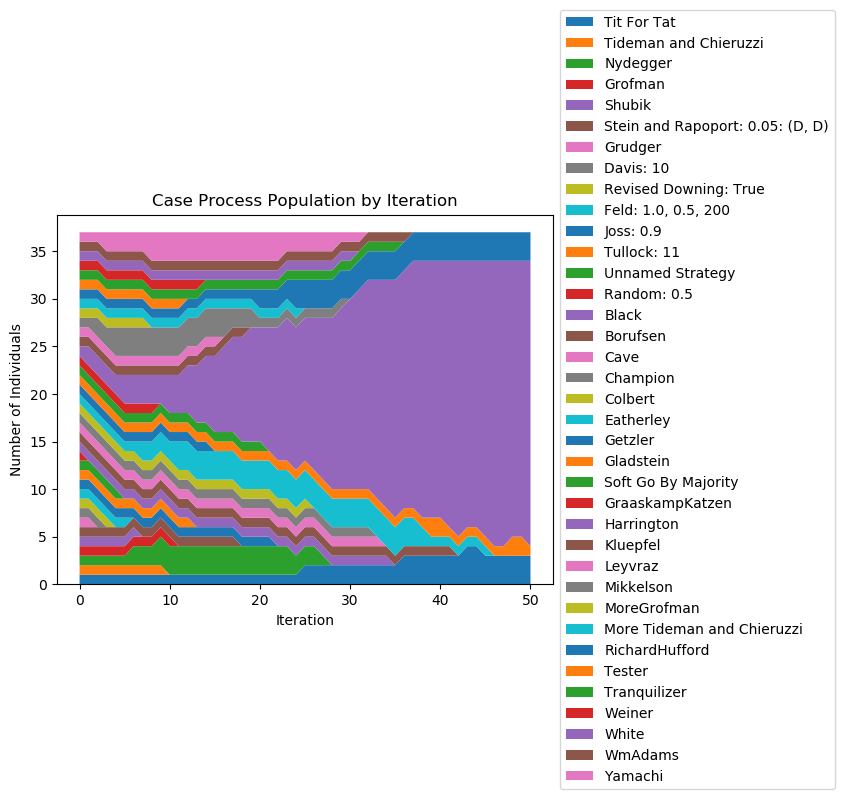 Case Process Population by Iteration
Number of Individuals
35
30
25
20
15
10
5
0
0 10 20 30 40 50
Iteration
Tit For Tat
Tideman and Chieruzzi
Nydegger
Grofman
Shubik
Stein and Rapoport: 0.05: (D, D)
Grudger
Davis: 10
Revised Downing: True
Feld: 1.0, 0.5, 200
Joss: 0.9
Tullock: 11
Unnamed Strategy
Random: 0.5
Black
Borufsen
Cave
Champion
Colbert
Eatherley
Getzler
Gladstein
Soft Go By Majority
GraaskampKatzen
Harrington
Kluepfel
Leyvraz
Mikkelson
MoreGrofman
More Tideman and Chieruzzi
RichardHufford
Tester
Tranquilizer
Weiner
White
WmAdams
Yamachi